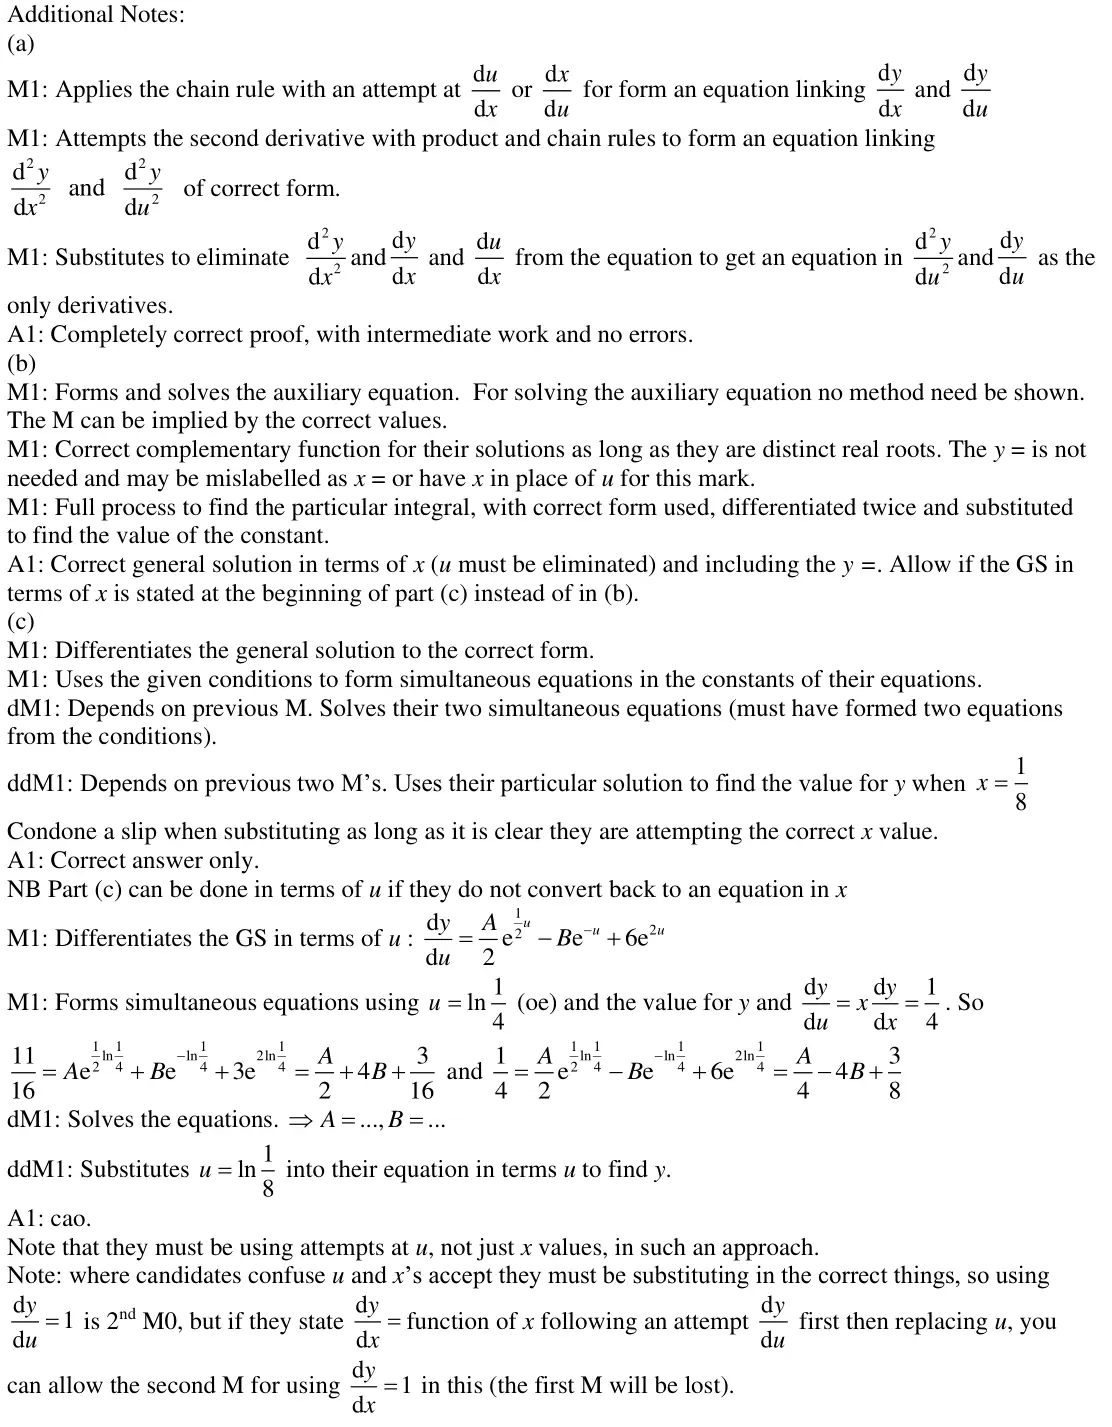 Additional Notes:
(a)
M1: Applies the chain rule with an attempt at du/dx or dx/du for form an equation linking dy/dx and dy/du
M1: Attempts the second derivative with product and chain rules to form an equation linking
d²y/dx² and d²y/du² of correct form.
M1: Substitutes to eliminate d²y/dx² and dy/dx and du/dx from the equation to get an equation in d²y/du² and dy/du as the
only derivatives.
A1: Completely correct proof, with intermediate work and no errors.
(b)
M1: Forms and solves the auxiliary equation. For solving the auxiliary equation no method need be shown.
The M can be implied by the correct values.
M1: Correct complementary function for their solutions as long as they are distinct real roots. The y = is not
needed and may be mislabelled as x = or have x in place of u for this mark.
M1: Full process to find the particular integral, with correct form used, differentiated twice and substituted
to find the value of the constant.
A1: Correct general solution in terms of x (u must be eliminated) and including the y =. Allow if the GS in
terms of x is stated at the beginning of part (c) instead of in (b).
(c)
M1: Differentiates the general solution to the correct form.
M1: Uses the given conditions to form simultaneous equations in the constants of their equations.
dM1: Depends on previous M. Solves their two simultaneous equations (must have formed two equations
from the conditions).
ddM1: Depends on previous two M’s. Uses their particular solution to find the value for y when x = 1/8
Condone a slip when substituting as long as it is clear they are attempting the correct x value.
A1: Correct answer only.
NB Part (c) can be done in terms of u if they do not convert back to an equation in x
M1: Differentiates the GS in terms of u : dy/du = A/2 e^(1/2 u) − Be^(−u) + 6e^(2u)
M1: Forms simultaneous equations using u = ln 1/4 (oe) and the value for y and dy/du = x dy/dx = 1/4 . So
11/16 = Ae^(1/2 ln 1/4) + Be^(−ln 1/4) + 3e^(2 ln 1/4) = A/2 + 4B + 3/16 and 1/4 = A/2 e^(1/2 ln 1/4) − Be^(−ln 1/4) + 6e^(2 ln 1/4) = A/4 − 4B + 3/8
dM1: Solves the equations. ⇒ A = ..., B = ...
ddM1: Substitutes u = ln 1/8 into their equation in terms u to find y.
A1: cao.
Note that they must be using attempts at u, not just x values, in such an approach.
Note: where candidates confuse u and x’s accept they must be substituting in the correct things, so using
dy/du = 1 is 2nd M0, but if they state dy/dx = function of x following an attempt dy/du first then replacing u, you
can allow the second M for using dy/dx = 1 in this (the first M will be lost).